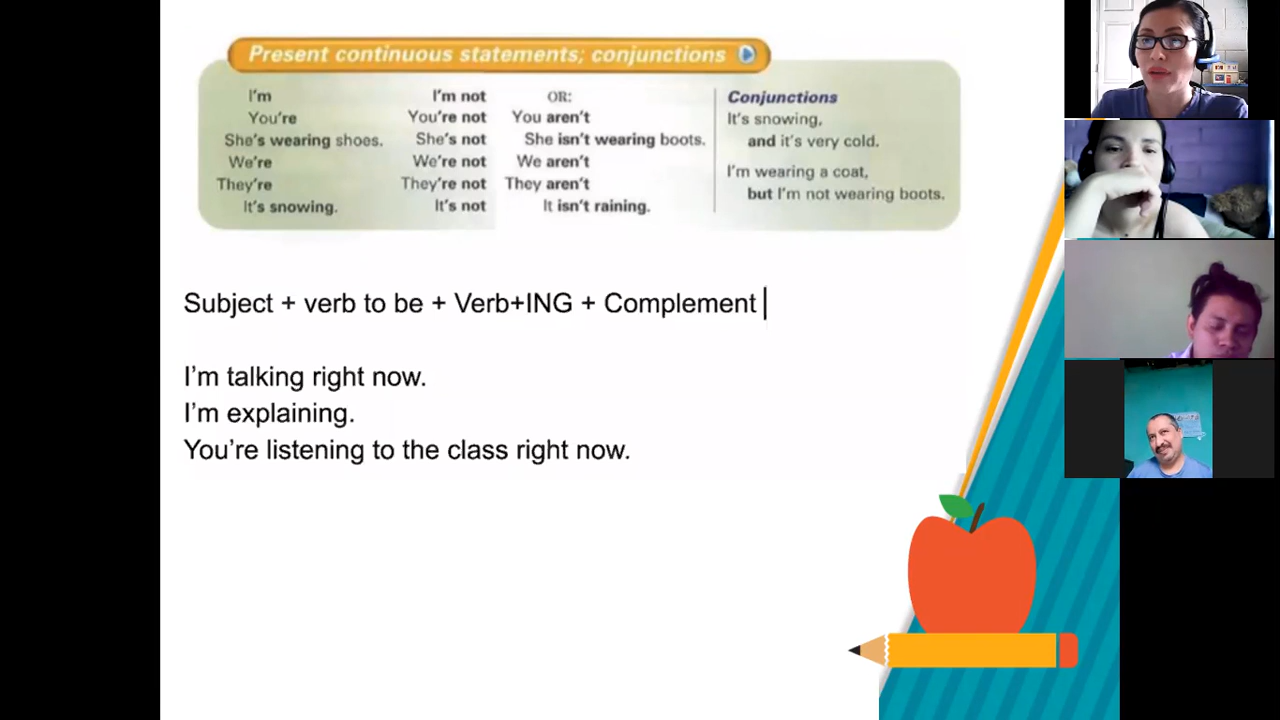 Present continuous statements; conjunctions
I'm I'm not OR: Conjunctions
You're You're not You aren't It's snowing,
She's wearing shoes. She's not She isn't wearing boots. and it's very cold.
We're We're not We aren't I'm wearing a coat,
They're They're not They aren't but I'm not wearing boots.
It's snowing. It's not It isn't raining.
Subject + verb to be + Verb+ING + Complement
I’m talking right now.
I’m explaining.
You’re listening to the class right now.